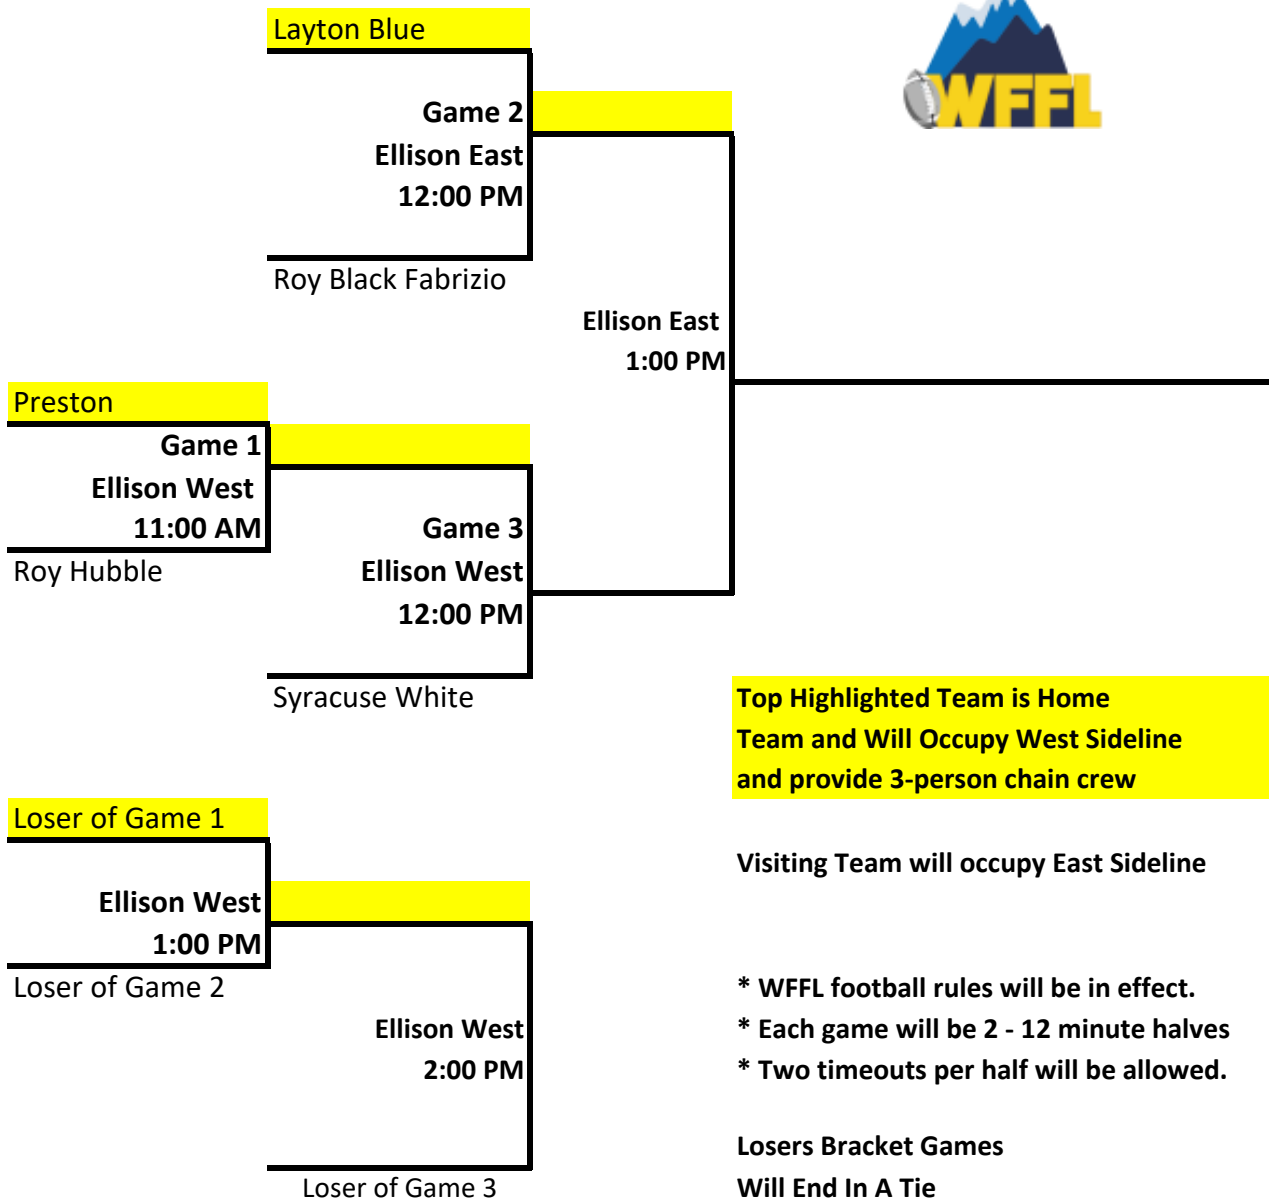 Layton Blue
WFFL
Game 2
Ellison East
12:00 PM
Roy Black Fabrizio
Ellison East
1:00 PM
Preston
Game 1
Ellison West
11:00 AM
Roy Hubble
Game 3
Ellison West
12:00 PM
Syracuse White
Top Highlighted Team is Home
Team and Will Occupy West Sideline
and provide 3-person chain crew
Loser of Game 1
Visiting Team will occupy East Sideline
Ellison West
1:00 PM
Loser of Game 2
* WFFL football rules will be in effect.
Ellison West
* Each game will be 2 - 12 minute halves
2:00 PM
* Two timeouts per half will be allowed.
Losers Bracket Games
Loser of Game 3
Will End In A Tie